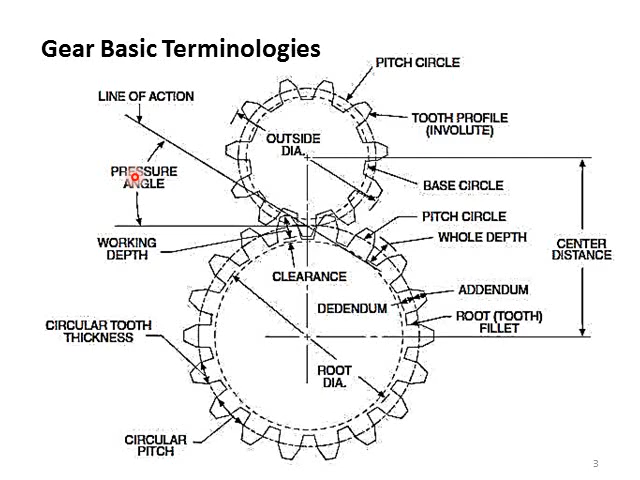 Gear Basic Terminologies
PITCH CIRCLE
LINE OF ACTION
TOOTH PROFILE
(INVOLUTE)
OUTSIDE
DIA.
PRESSURE
ANGLE
BASE CIRCLE
PITCH CIRCLE
WHOLE DEPTH
WORKING
DEPTH
CENTER
DISTANCE
CLEARANCE
ADDENDUM
DEDENDUM
ROOT (TOOTH)
FILLET
CIRCULAR TOOTH
THICKNESS
ROOT
DIA.
CIRCULAR
PITCH
3